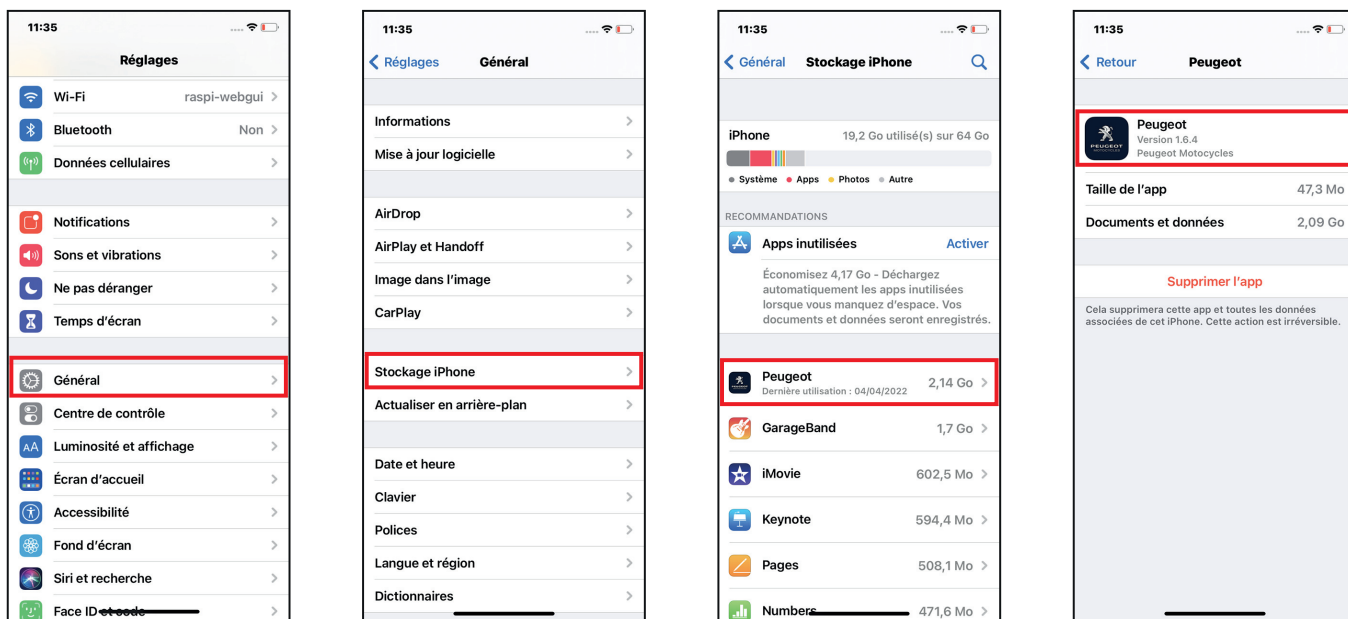 11:35
Réglages
Wi-Fi raspi-webgui
Bluetooth Non
Données cellulaires
Notifications
Sons et vibrations
Ne pas déranger
Temps d'écran
Général
Centre de contrôle
AA Luminosité et affichage
Écran d'accueil
Accessibilité
Fond d'écran
Siri et recherche
Face ID et code
11:35
Réglages Général
Informations
Mise à jour logicielle
AirDrop
AirPlay et Handoff
Image dans l'image
CarPlay
Stockage iPhone
Actualiser en arrière-plan
Date et heure
Clavier
Polices
Langue et région
Dictionnaires
11:35
Général Stockage iPhone
iPhone 19,2 Go utilisé(s) sur 64 Go
Système Apps Photos Autre
RECOMMANDATIONS
Apps inutilisées Activer
Économisez 4,17 Go - Déchargez
automatiquement les apps inutilisées
lorsque vous manquez d'espace. Vos
documents et données seront enregistrés.
Peugeot 2,14 Go
Dernière utilisation : 04/04/2022
GarageBand 1,7 Go
iMovie 602,5 Mo
Keynote 594,4 Mo
Pages 508,1 Mo
Numbers 471,6 Mo
11:35
Retour Peugeot
PEUGEOT
Peugeot
Version 1.6.4
Peugeot Motocycles
Taille de l'app 47,3 Mo
Documents et données 2,09 Go
Supprimer l'app
Cela supprimera cette app et toutes les données
associées de cet iPhone. Cette action est irréversible.